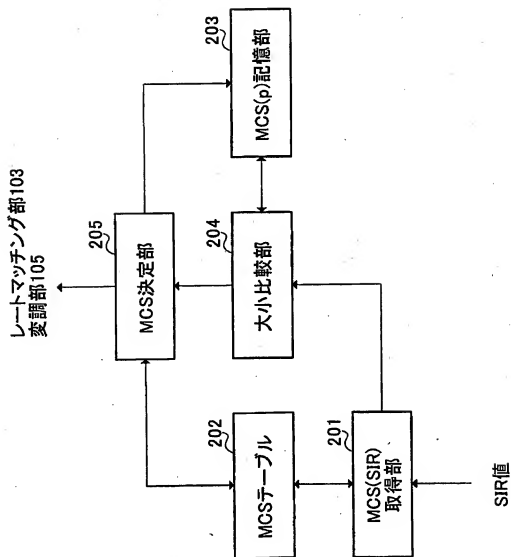 レートマッチング部103
変調部105
205
MCS決定部
203
MCS(p)記憶部
204
大小比較部
202
MCSテーブル
201
MCS(SIR)
取得部
SIR値